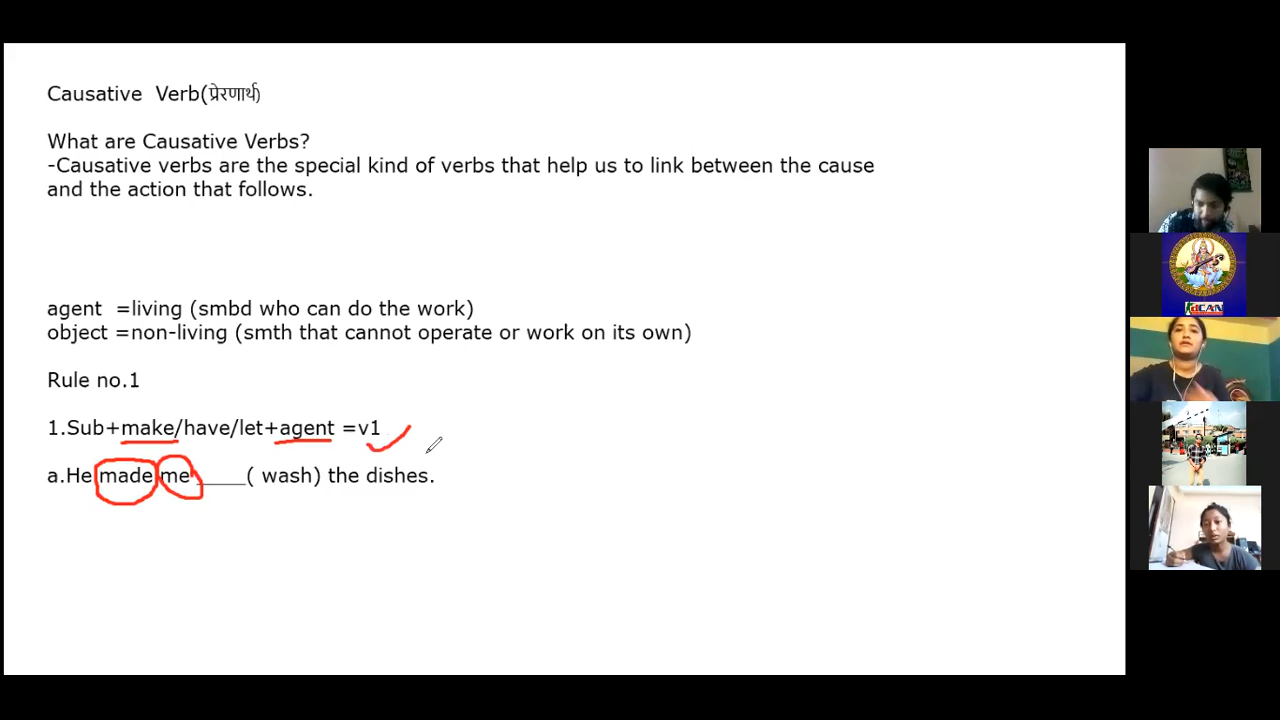 Causative Verb(प्रेरणार्थ)
What are Causative Verbs?
-Causative verbs are the special kind of verbs that help us to link between the cause
and the action that follows.
agent =living (smbd who can do the work)
object =non-living (smth that cannot operate or work on its own)
Rule no.1
1.Sub+make/have/let+agent =v1
a.He made me _____( wash) the dishes.